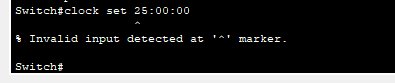 Switch#clock set 25:00:00
^
% Invalid input detected at '^' marker.
Switch#